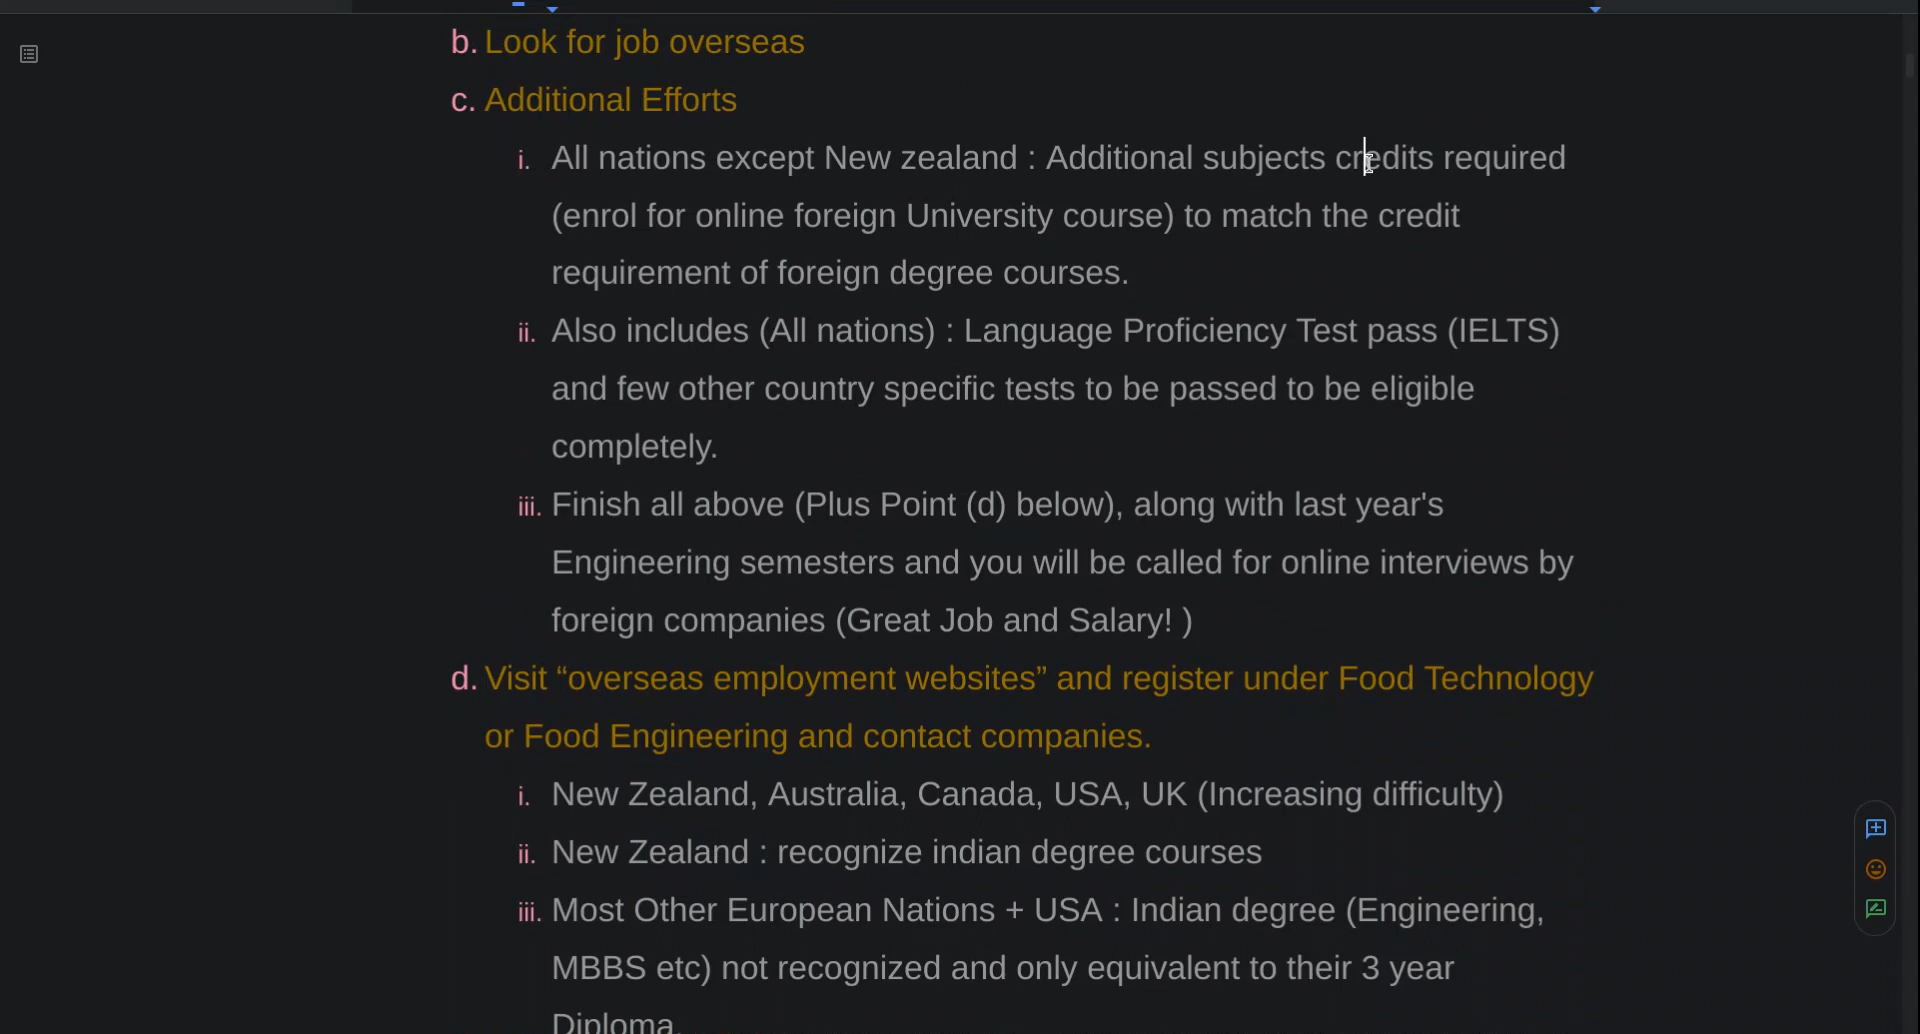 b. Look for job overseas
c. Additional Efforts
i. All nations except New zealand : Additional subjects credits required
(enrol for online foreign University course) to match the credit
requirement of foreign degree courses.
ii. Also includes (All nations) : Language Proficiency Test pass (IELTS)
and few other country specific tests to be passed to be eligible
completely.
iii. Finish all above (Plus Point (d) below), along with last year's
Engineering semesters and you will be called for online interviews by
foreign companies (Great Job and Salary! )
d. Visit “overseas employment websites” and register under Food Technology
or Food Engineering and contact companies.
i. New Zealand, Australia, Canada, USA, UK (Increasing difficulty)
ii. New Zealand : recognize indian degree courses
iii. Most Other European Nations + USA : Indian degree (Engineering,
MBBS etc) not recognized and only equivalent to their 3 year
Diploma.